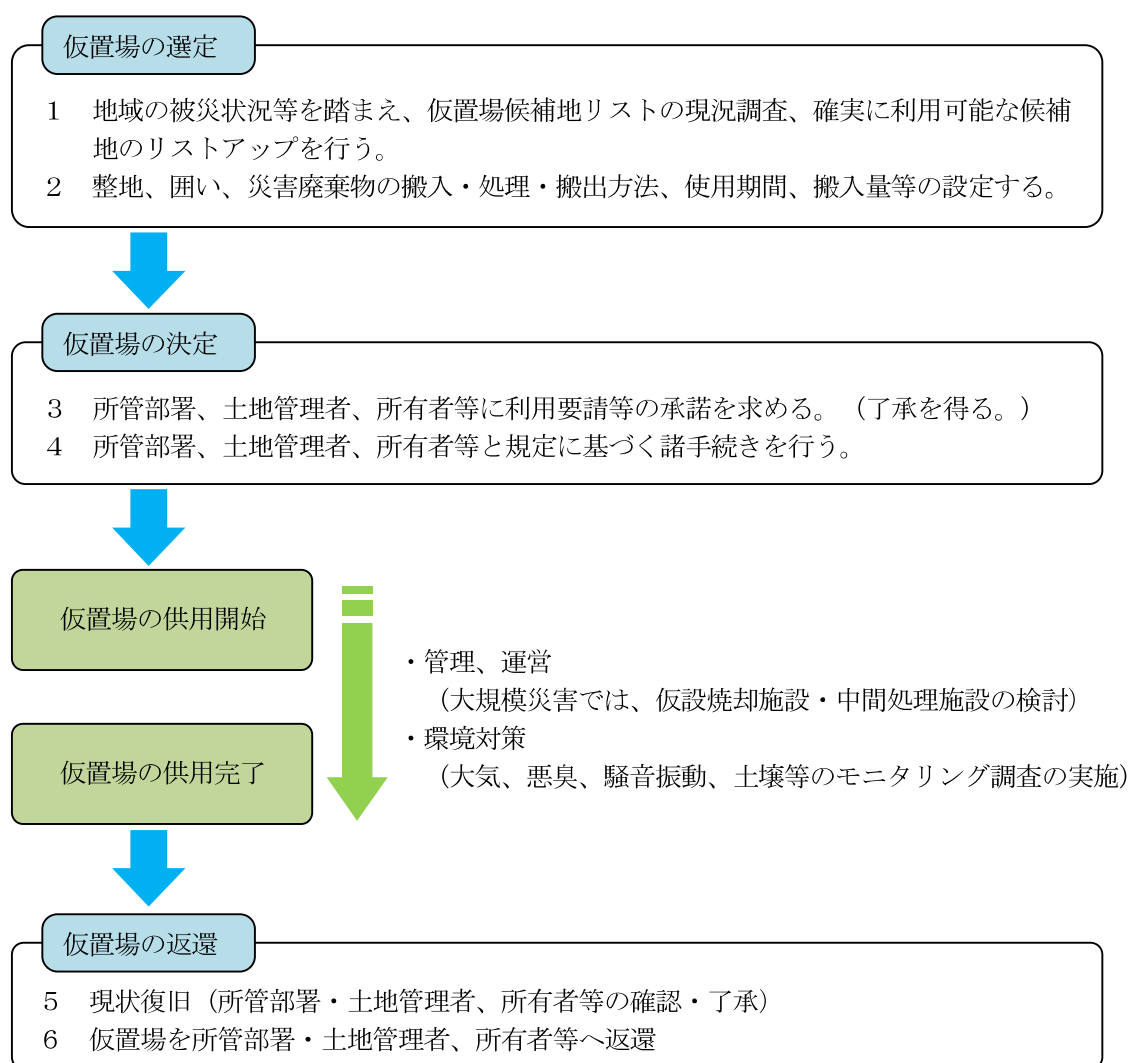 仮置場の選定
１　地域の被災状況等を踏まえ、仮置場候補地リストの現況調査、確実に利用可能な候補
地のリストアップを行う。
２　整地、囲い、災害廃棄物の搬入・処理・搬出方法、使用期間、搬入量等の設定する。
仮置場の決定
３　所管部署、土地管理者、所有者等に利用要請等の承諾を求める。（了承を得る。）
４　所管部署、土地管理者、所有者等と規定に基づく諸手続きを行う。
仮置場の供用開始
・管理、運営
（大規模災害では、仮設焼却施設・中間処理施設の検討）
・環境対策
（大気、悪臭、騒音振動、土壌等のモニタリング調査の実施）
仮置場の供用完了
仮置場の返還
５　現状復旧（所管部署・土地管理者、所有者等の確認・了承）
６　仮置場を所管部署・土地管理者、所有者等へ返還